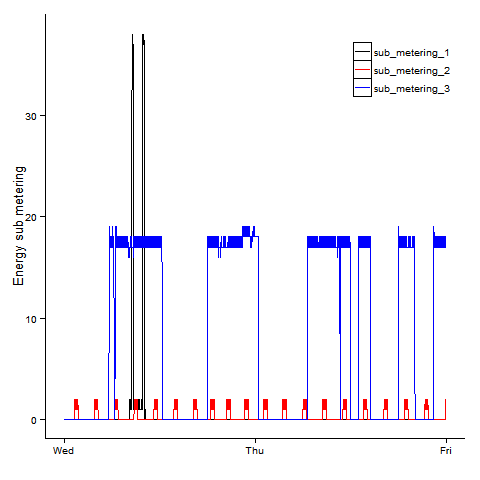 sub_metering_1
sub_metering_2
sub_metering_3
Energy sub metering
30
20
10
0
Wed
Thu
Fri